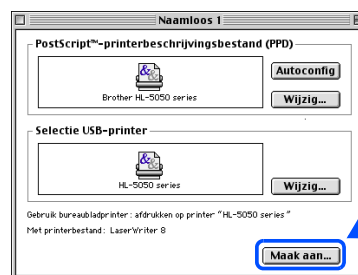 Naamloos 1
PostScript™-printerbeschrijvingsbestand (PPD)
Autoconfig
Brother HL-5050 series
Wijzig...
Selectie USB-printer
HL-5050 series
Wijzig...
Gebruik bureaubladprinter: afdrukken op printer "HL-5050 series "
Met printerbestand: LaserWriter 8
Maak aan...